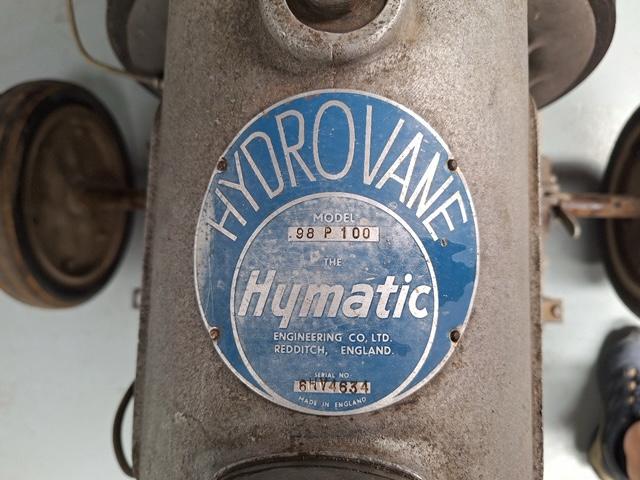 HYDROVANE
MODEL
98 P 100
THE
Hymatic
ENGINEERING CO, LTD.
REDDITCH, ENGLAND.
SERIAL NO.
6HV4634
MADE IN ENGLAND